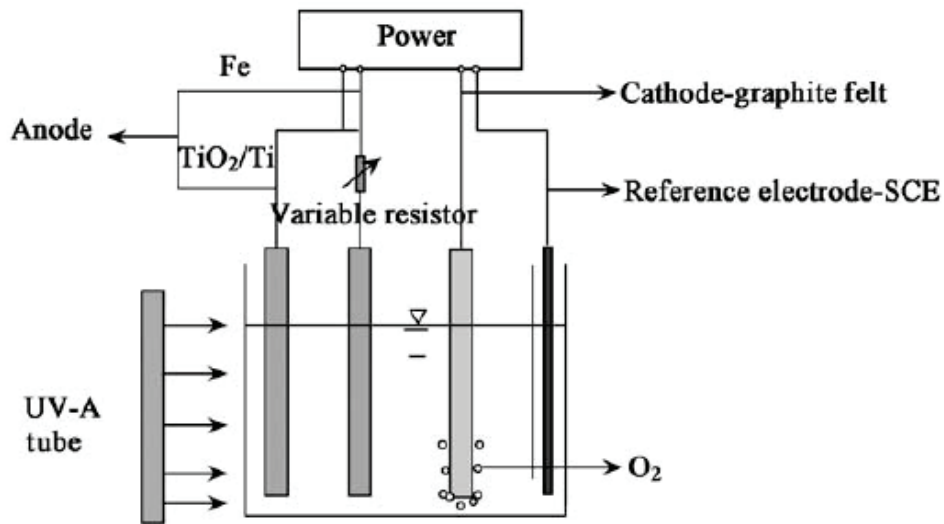 Power
Fe
Cathode-graphite felt
Anode
TiO₂/Ti
Reference electrode-SCE
Variable resistor
UV-A
tube
O₂